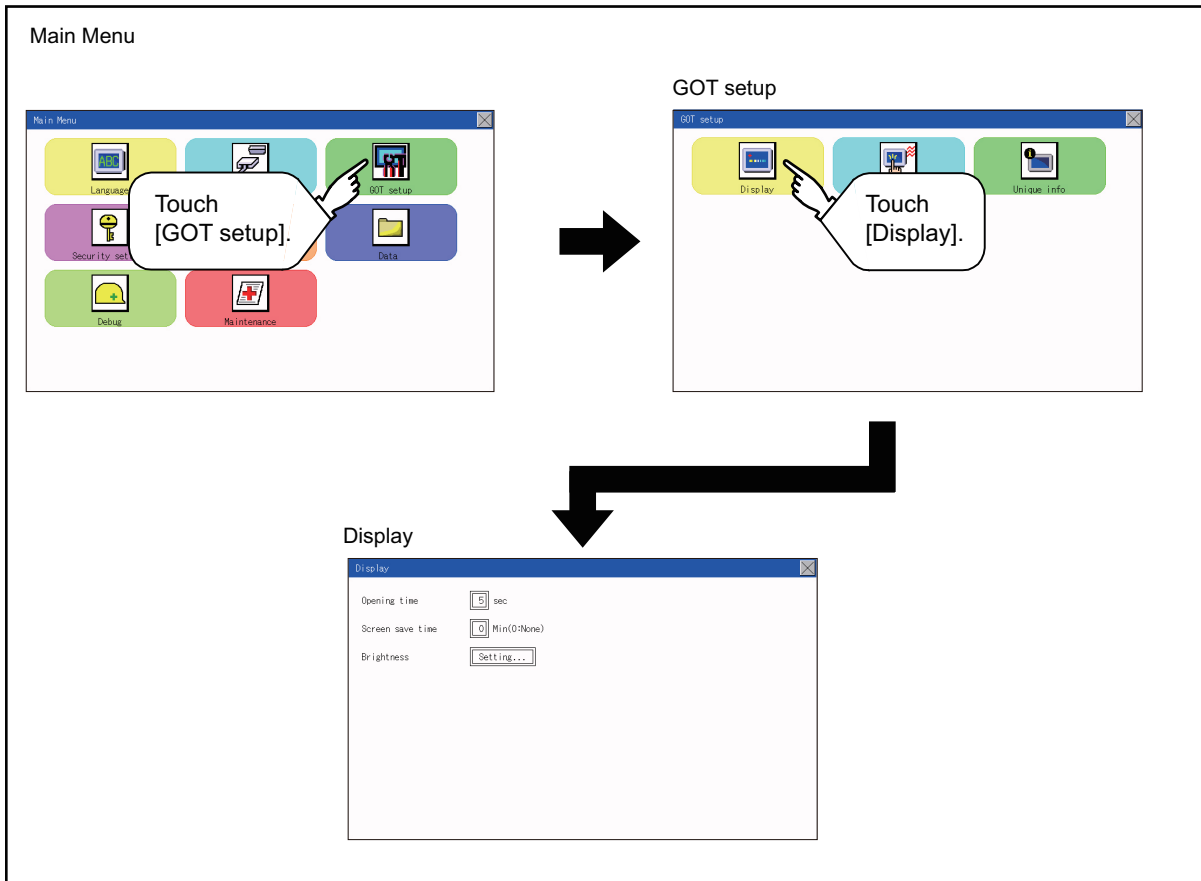 Main Menu
GOT setup
Main Menu
ABC
Language
GOT setup
Touch
[GOT setup].
Security set
Data
Debug
Maintenance
GOT setup
Display
Unique info
Touch
[Display].
Display
Display
Opening time 5 sec
Screen save time 0 Min(0:None)
Brightness Setting...